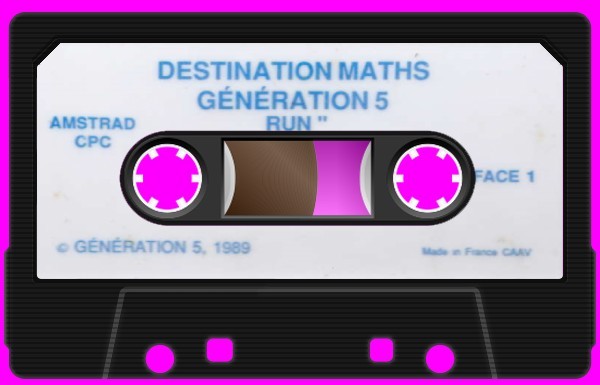 DESTINATION MATHS
GÉNÉRATION 5
RUN "
AMSTRAD
CPC
FACE 1
© GÉNÉRATION 5, 1989
Made in France CAAV